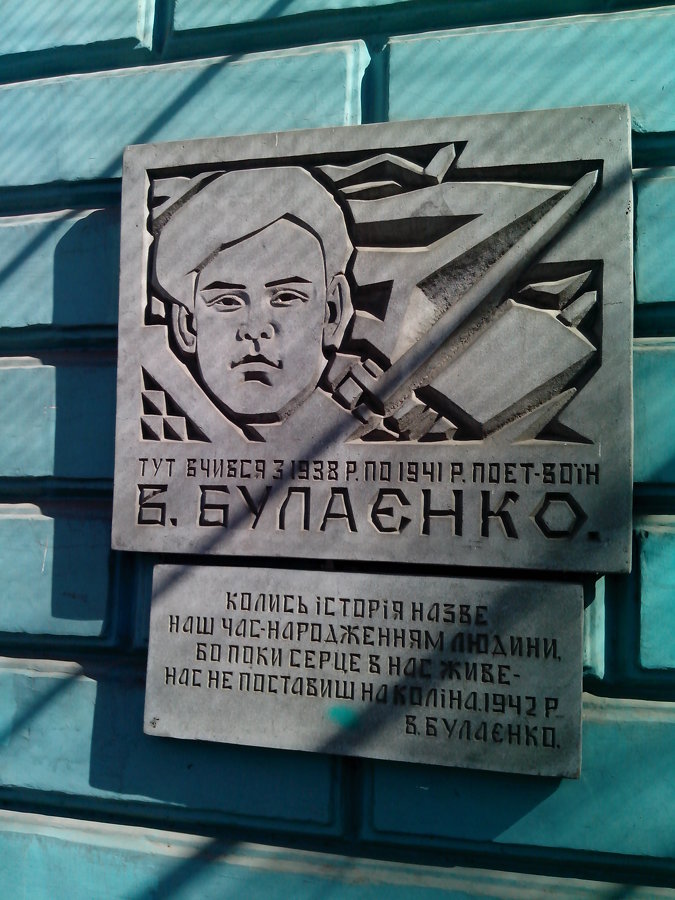 ТУТ ВЧИВСЯ З 1938 Р. ПО 1941 Р. ПОЕТ-ВОЇН
В. БУЛАЄНКО.
КОЛИСЬ ІСТОРІЯ НАЗВЕ
НАШ ЧАС-НАРОДЖЕННЯМ ЛЮДИНИ,
БО ПОКИ СЕРЦЕ В НАС ЖИВЕ-
НАС НЕ ПОСТАВИШ НА КОЛІНА.1942 Р.
В.БУЛАЄНКО.